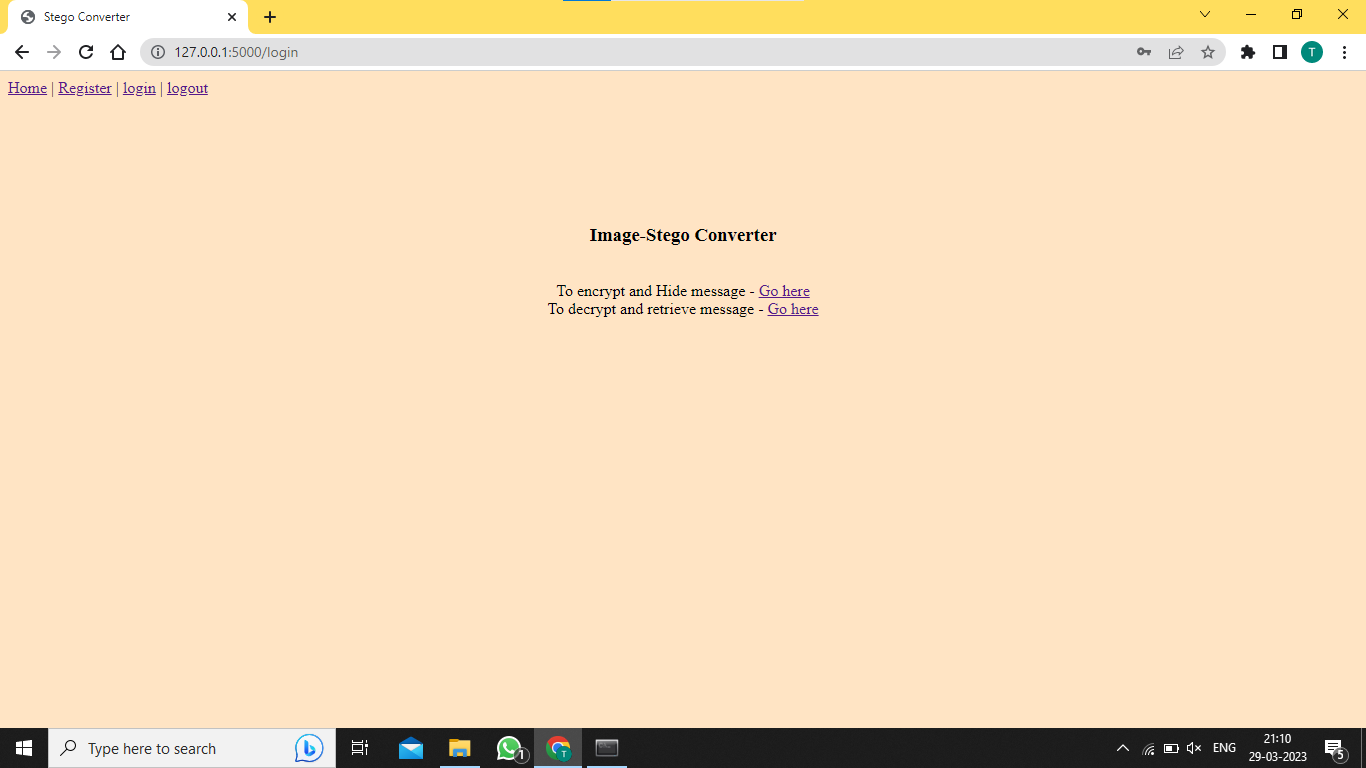 Stego Converter
127.0.0.1:5000/login
T
Home | Register | login | logout
Image-Stego Converter
To encrypt and Hide message - Go here
To decrypt and retrieve message - Go here
Type here to search
1
T
ENG
21:10
29-03-2023
5